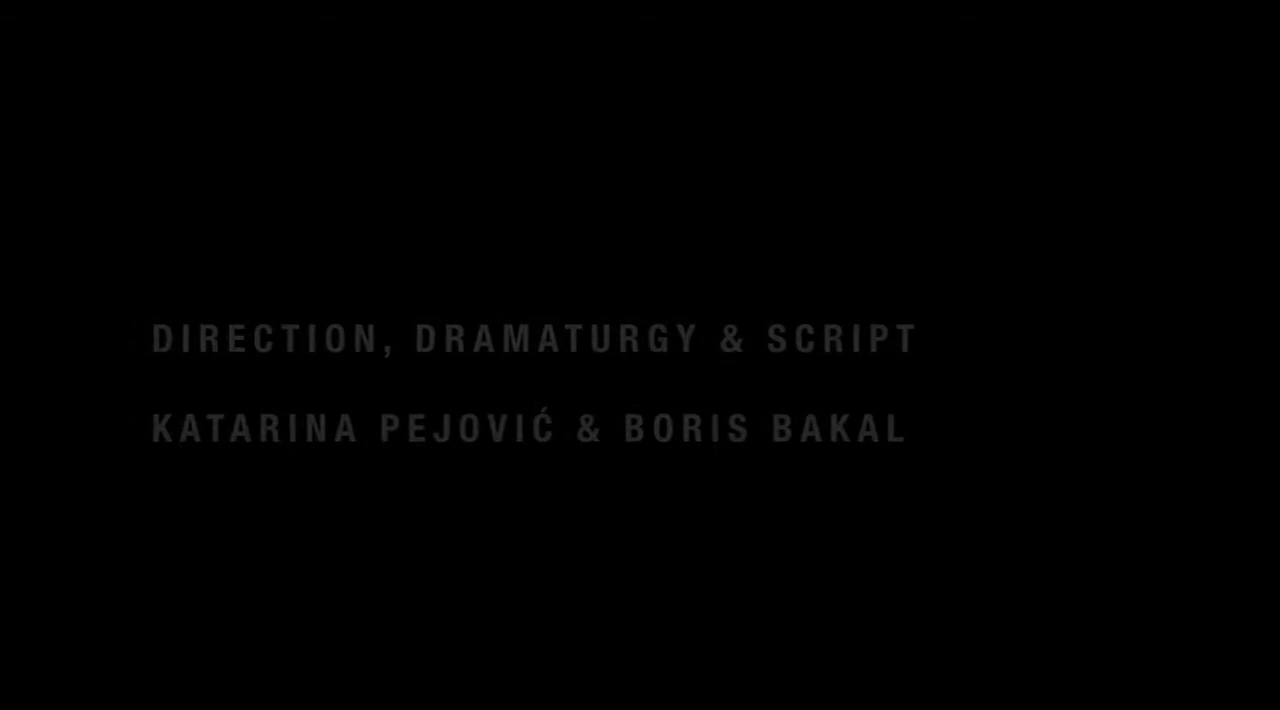 DIRECTION, DRAMATURGY & SCRIPT
KATARINA PEJOVIĆ & BORIS BAKAL